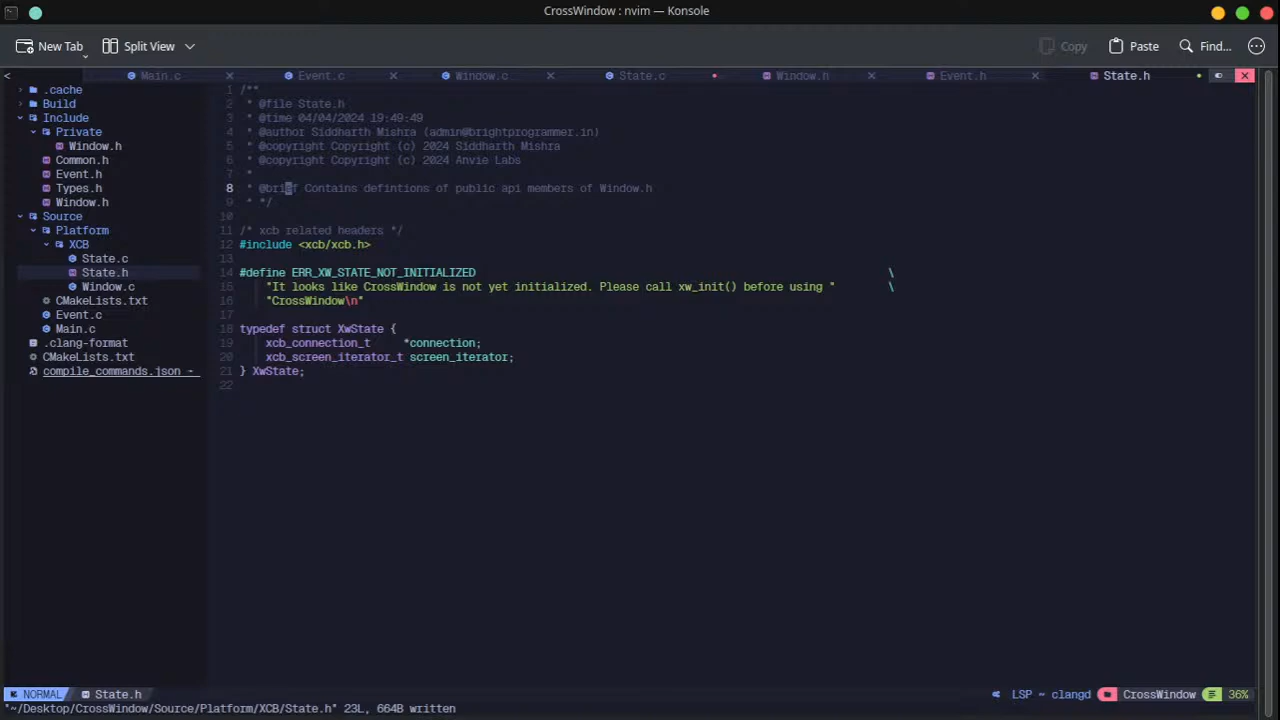 CrossWindow : nvim — Konsole
New Tab
Split View
Copy
Paste
Find...
<
Main.c
Event.c
Window.c
State.c
Window.h
Event.h
State.h
.cache
Build
Include
Private
Window.h
Common.h
Event.h
Types.h
Window.h
Source
Platform
XCB
State.c
State.h
Window.c
CMakeLists.txt
Event.c
Main.c
.clang-format
CMakeLists.txt
compile_commands.json -
1 /**
2 * @file State.h
3 * @time 04/04/2024 19:49:49
4 * @author Siddharth Mishra (admin@brightprogrammer.in)
5 * @copyright Copyright (c) 2024 Siddharth Mishra
6 * @copyright Copyright (c) 2024 Anvie Labs
7 *
8 * @brief Contains defintions of public api members of Window.h
9 * */
10
11 /* xcb related headers */
12 #include <xcb/xcb.h>
13
14 #define ERR_XW_STATE_NOT_INITIALIZED \
15 "It looks like CrossWindow is not yet initialized. Please call xw_init() before using " \
16 "CrossWindow\n"
17
18 typedef struct XwState {
19 xcb_connection_t *connection;
20 xcb_screen_iterator_t screen_iterator;
21 } XwState;
22
NORMAL State.h LSP ~ clangd CrossWindow 36%
"~/Desktop/CrossWindow/Source/Platform/XCB/State.h" 23L, 664B written